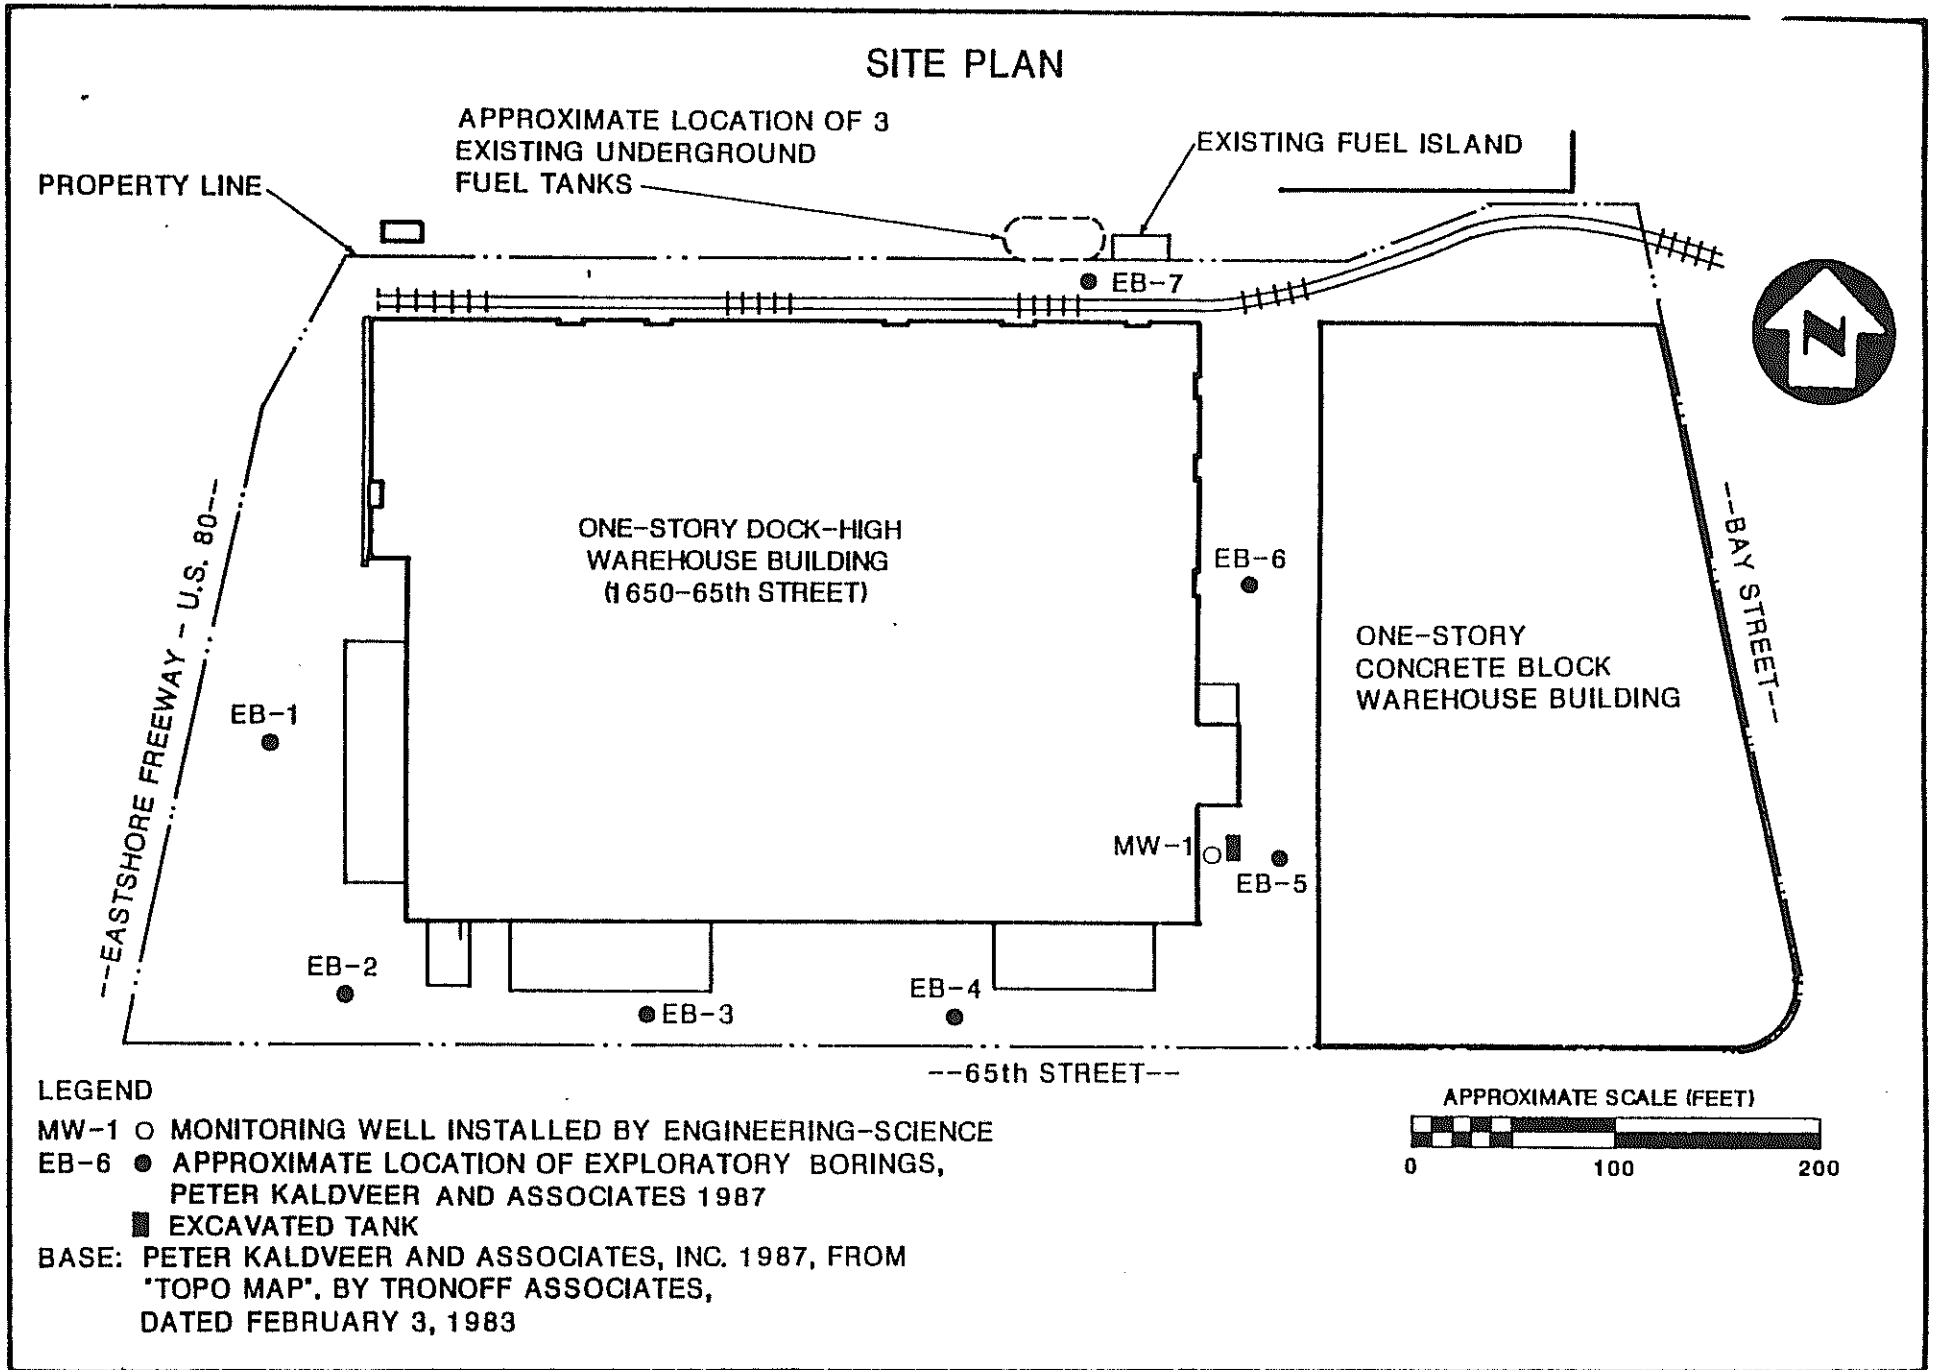 SITE PLAN
APPROXIMATE LOCATION OF 3
EXISTING UNDERGROUND
FUEL TANKS
EXISTING FUEL ISLAND
PROPERTY LINE
EB-7
N
ONE-STORY DOCK-HIGH
WAREHOUSE BUILDING
(1650-65th STREET)
EB-6
--EASTSHORE FREEWAY - U.S. 80--
--BAY STREET--
ONE-STORY
CONCRETE BLOCK
WAREHOUSE BUILDING
EB-1
MW-1
EB-5
EB-2
EB-3
EB-4
--65th STREET--
LEGEND
MW-1 O MONITORING WELL INSTALLED BY ENGINEERING-SCIENCE
EB-6 ● APPROXIMATE LOCATION OF EXPLORATORY BORINGS,
PETER KALDVEER AND ASSOCIATES 1987
EXCAVATED TANK
BASE: PETER KALDVEER AND ASSOCIATES, INC. 1987, FROM
"TOPO MAP". BY TRONOFF ASSOCIATES,
DATED FEBRUARY 3, 1983
APPROXIMATE SCALE (FEET)
0 100 200